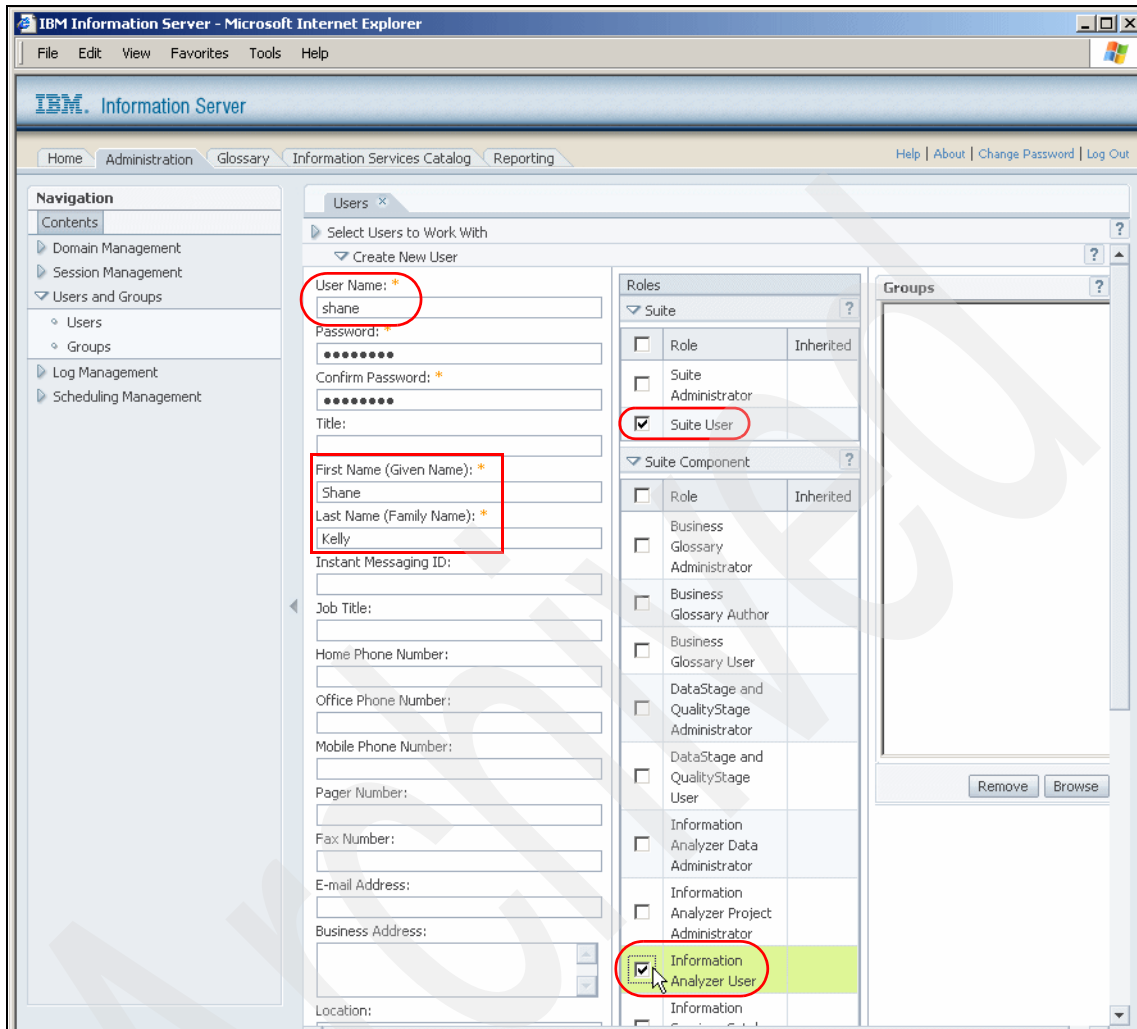 IBM Information Server - Microsoft Internet Explorer
File Edit View Favorites Tools Help
IBM. Information Server
Home Administration Glossary Information Services Catalog Reporting
Help | About | Change Password | Log Out
Navigation
Contents
Domain Management
Session Management
Users and Groups
Users
Groups
Log Management
Scheduling Management
Users ×
Select Users to Work With ?
Create New User ?
User Name: *
shane
Password: *
••••••••
Confirm Password: *
••••••••
Title:
First Name (Given Name): *
Shane
Last Name (Family Name): *
Kelly
Instant Messaging ID:
Job Title:
Home Phone Number:
Office Phone Number:
Mobile Phone Number:
Pager Number:
Fax Number:
E-mail Address:
Business Address:
Location:
Roles
Suite ?
Role Inherited
Suite
Administrator
Suite User
Suite Component ?
Role Inherited
Business
Glossary
Administrator
Business
Glossary Author
Business
Glossary User
DataStage and
QualityStage
Administrator
DataStage and
QualityStage
User
Information
Analyzer Data
Administrator
Information
Analyzer Project
Administrator
Information
Analyzer User
Information
Groups ?
Remove Browse
Archived